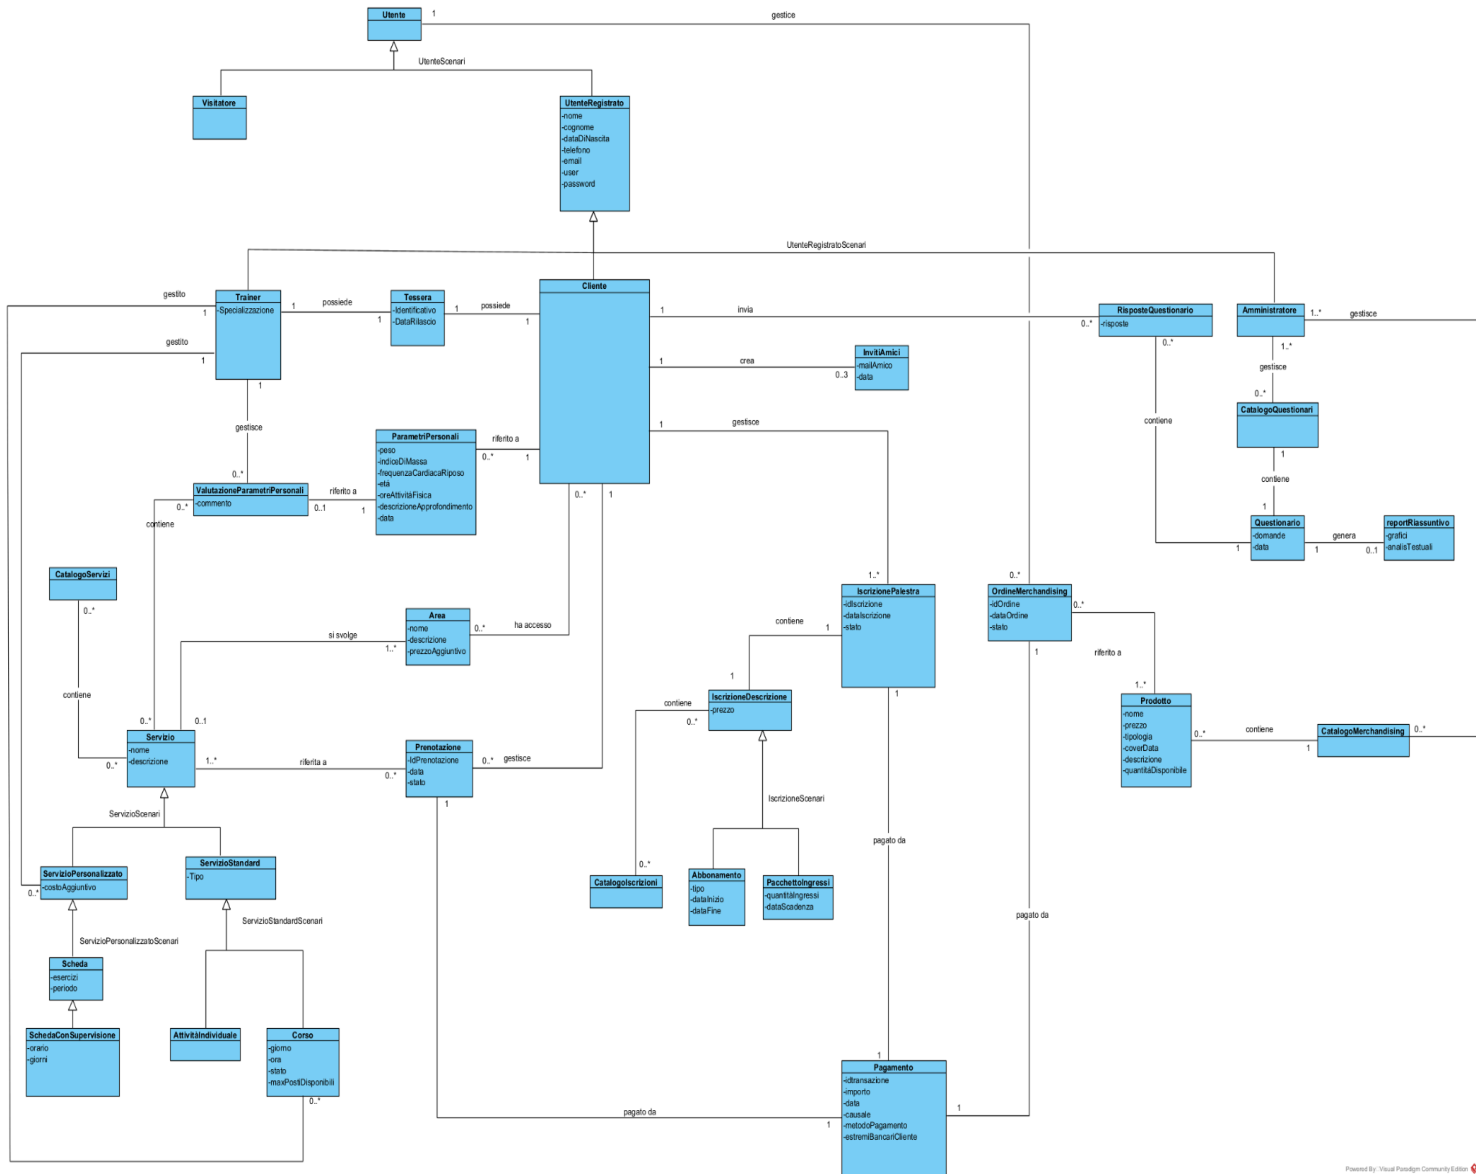 Utente
1
gestice
UtenteScenari
Visitatore
UtenteRegistrato
-nome
-cognome
-dataDiNascita
-telefono
-email
-user
-password
UtenteRegistratoScenari
gestito
1
Trainer
-Specializzazione
1
possiede
1
Tessera
-Identificativo
-DataRilascio
1
possiede
1
Cliente
1
invia
0..*
RisposteQuestionario
-risposte
0..*
Amministratore
1..*
gestisce
1..*
gestito
1
1
crea
0..3
InvitiAmici
-mailAmico
-data
gestisce
0..*
CatalogoQuestionari
1
1
gestisce
0..*
1
gestisce
1..*
ParametriPersonali
-peso
-indiceDiMassa
-frequenzaCardiacaRiposo
-etá
-oreAttivitáFisica
-descrizioneApprofondimento
-data
riferito a
0..*
1
contiene
1
contiene
1
ValutazioneParametriPersonali
-commento
0..*
riferito a
0..1
1
0..*
1
contiene
Questionario
-domande
-data
1
genera
0..1
reportRiassuntivo
-grafici
-analisTestuali
CatalogoServizi
0..*
Area
-nome
-descrizione
-prezzoAggiuntivo
0..*
ha accesso
si svolge
1..*
IscrizionePalestra
-idIscrizione
-dataIscrizione
-stato
1
contiene
1
0..*
OrdineMerchandising
-idOrdine
-dataOrdine
-stato
0..*
1
riferito a
1..*
contiene
0..*
0..*
0..1
Servizio
-nome
-descrizione
1..*
riferita a
0..*
Prenotazione
-IdPrenotazione
-data
-stato
0..*
gestisce
1
IscrizioneDescrizione
-prezzo
contiene
0..*
1
Prodotto
-nome
-prezzo
-tipologia
-coverData
-descrizione
-quantitáDisponibile
0..*
contiene
1
CatalogoMerchandising
0..*
ServizioScenari
IscrizioneScenari
pagato da
ServizioPersonalizzato
-costoAggiuntivo
0..*
ServizioStandard
-Tipo
0..*
CatalogoIscrizioni
Abbonamento
-tipo
-dataInizio
-dataFine
PacchettoIngressi
-quantitàIngressi
-dataScadenza
ServizioStandardScenari
pagato da
ServizioPersonalizzatoScenari
Scheda
-esercizi
-periodo
SchedaConSupervisione
-orario
-giorni
AttivitàIndividuale
Corso
-giorno
-ora
-stato
-maxPostiDisponibili
0..*
1
Pagamento
-idtransazione
-importo
-data
-causale
-metodoPagamento
-estremiBancariCliente
1
pagato da
1
Powered By: Visual Paradigm Community Edition